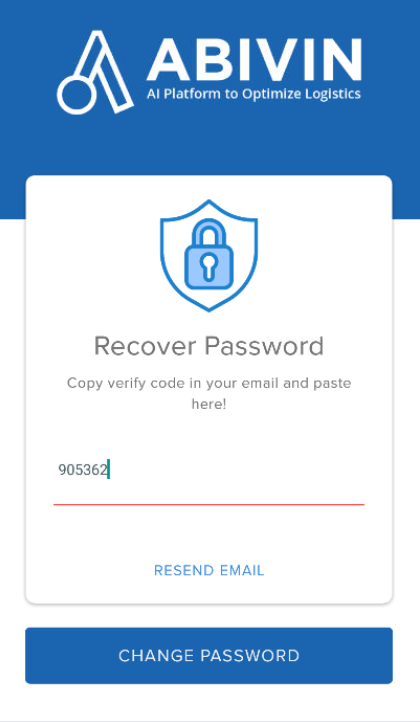 ABIVIN
AI Platform to Optimize Logistics
Recover Password
Copy verify code in your email and paste
here!
905362
RESEND EMAIL
CHANGE PASSWORD